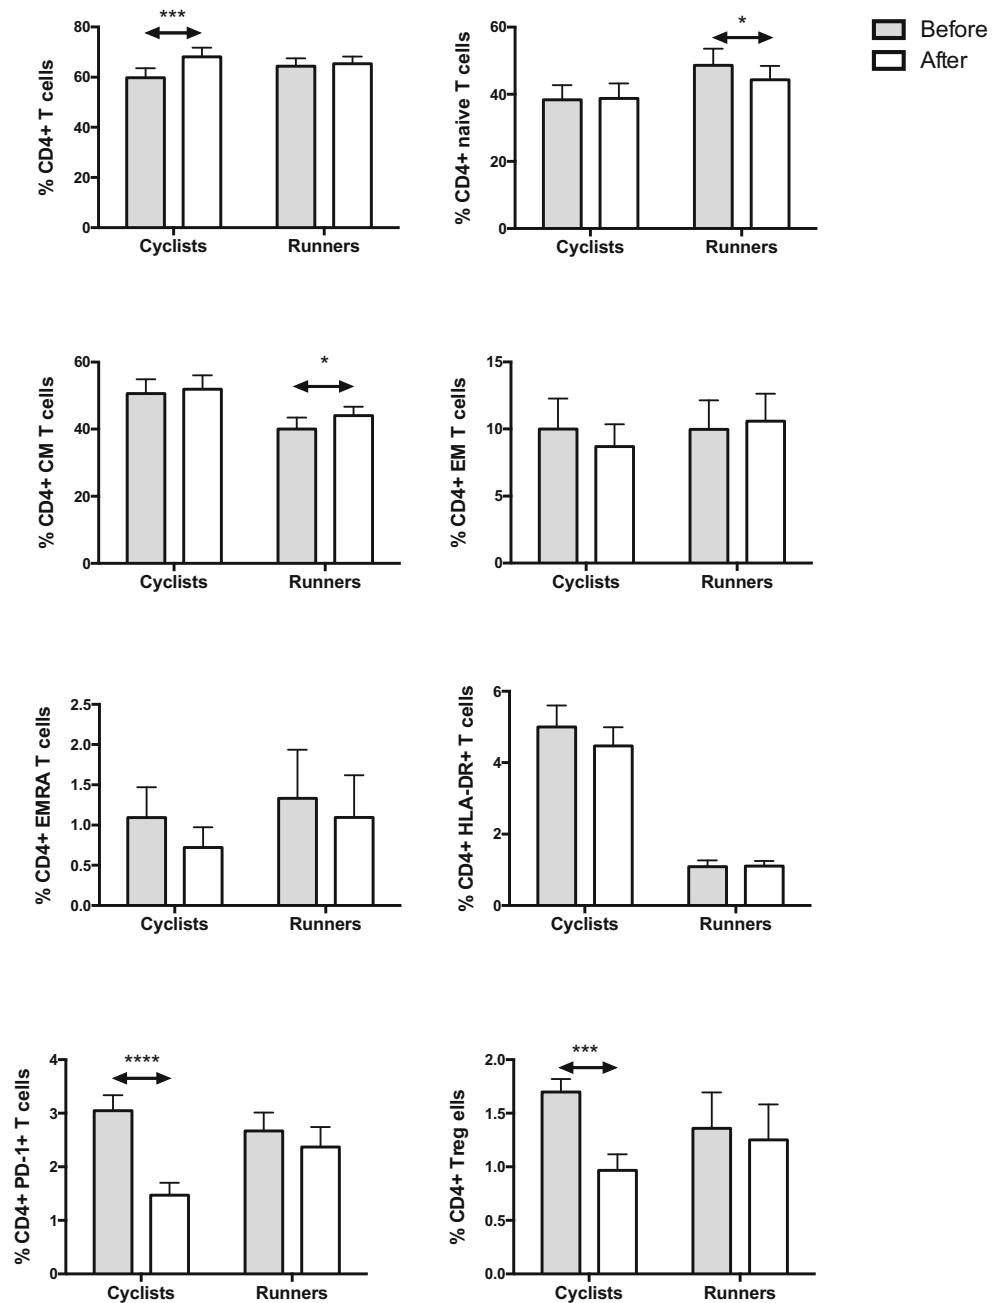 Before
After
% CD4+ T cells
80
60
40
20
0
***
Cyclists Runners
% CD4+ naive T cells
60
40
20
0
*
Cyclists Runners
% CD4+ CM T cells
60
40
20
0
*
Cyclists Runners
% CD4+ EM T cells
15
10
5
0
Cyclists Runners
% CD4+ EMRA T cells
2.5
2.0
1.5
1.0
0.5
0.0
Cyclists Runners
% CD4+ HLA-DR+ T cells
6
4
2
0
Cyclists Runners
% CD4+ PD-1+ T cells
4
3
2
1
0
****
Cyclists Runners
% CD4+ Treg ells
2.0
1.5
1.0
0.5
0.0
***
Cyclists Runners